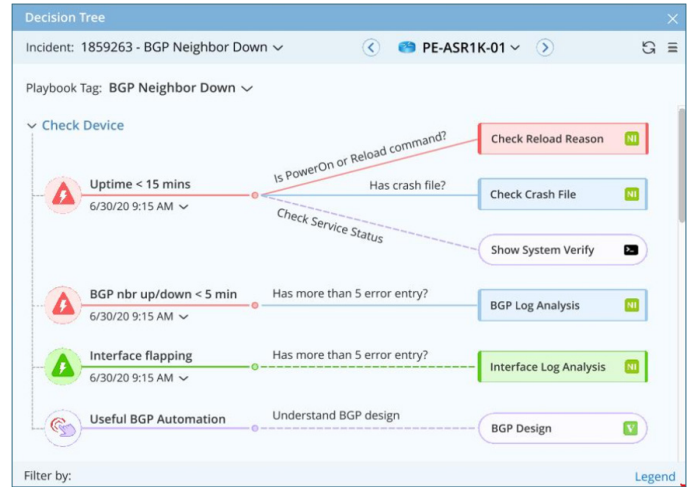 Decision Tree
Incident: 1859263 - BGP Neighbor Down
PE-ASR1K-01
Playbook Tag: BGP Neighbor Down
Check Device
Uptime < 15 mins
6/30/20 9:15 AM
Is PowerOn or Reload command?
Check Reload Reason
NI
Has crash file?
Check Crash File
NI
Check Service Status
Show System Verify
BGP nbr up/down < 5 min
6/30/20 9:15 AM
Has more than 5 error entry?
BGP Log Analysis
NI
Interface flapping
6/30/20 9:15 AM
Has more than 5 error entry?
Interface Log Analysis
NI
Useful BGP Automation
Understand BGP design
BGP Design
V
Filter by:
Legend